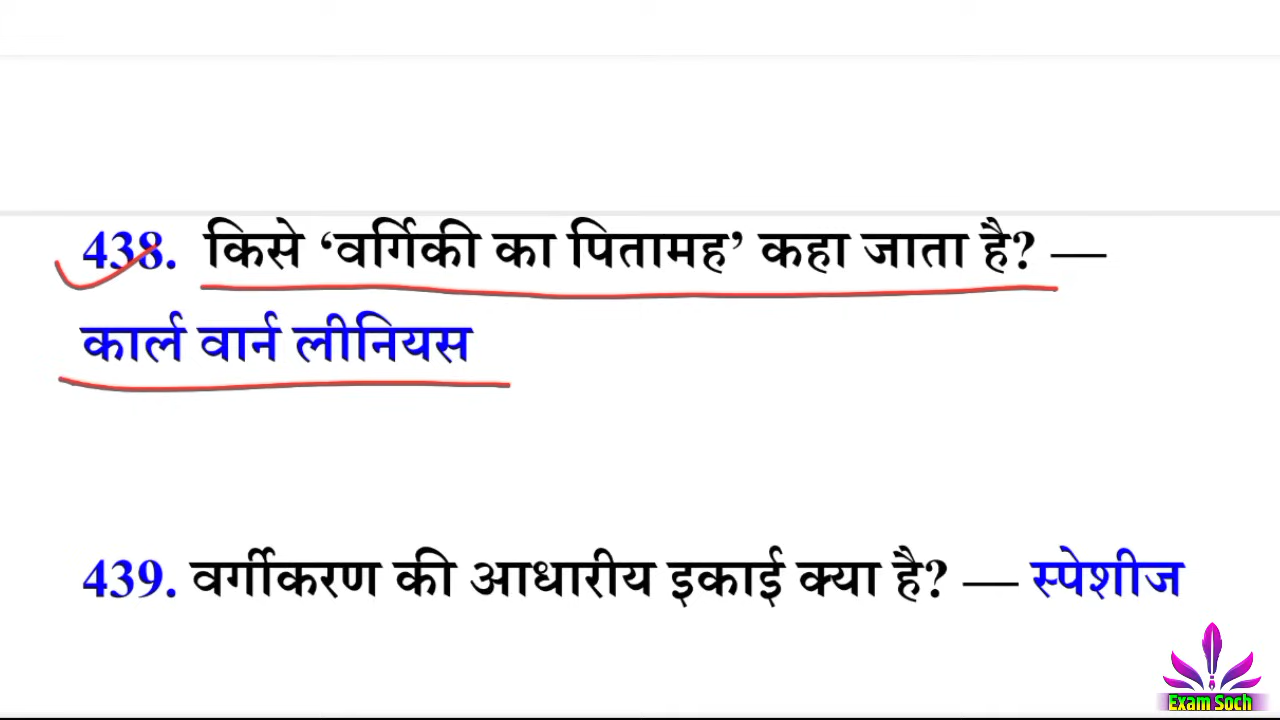 438. किसे ‘वर्गिकी का पितामह’ कहा जाता है? —
कार्ल वार्न लीनियस
439. वर्गीकरण की आधारीय इकाई क्या है? — स्पेशीज
Exam Soch